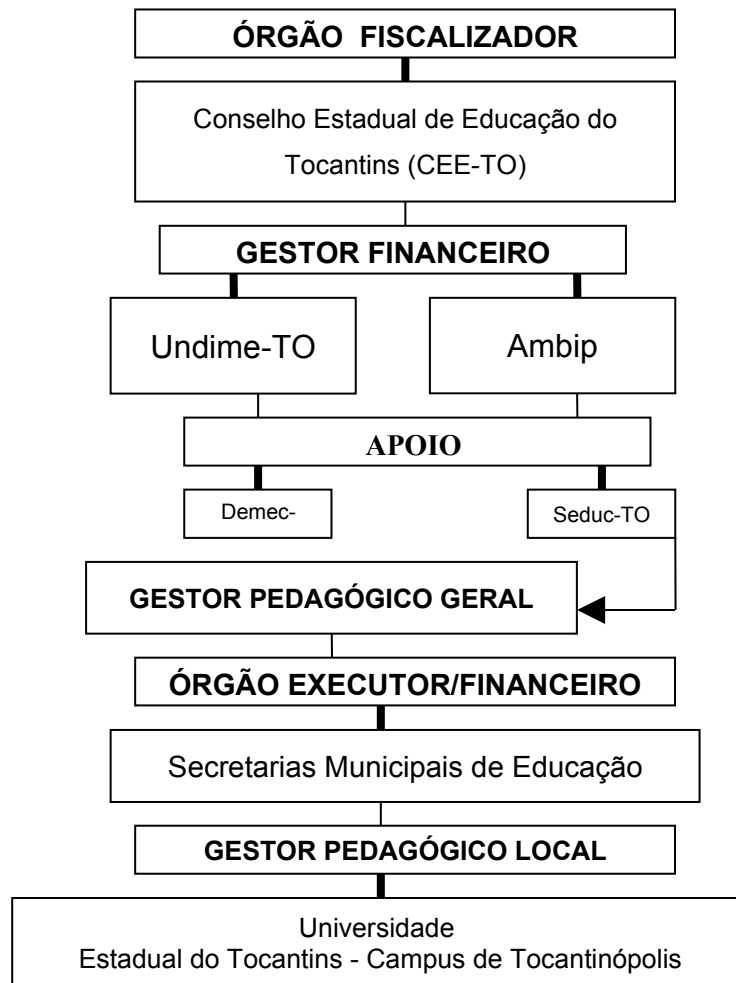 ÓRGÃO FISCALIZADOR
Conselho Estadual de Educação do
Tocantins (CEE-TO)
GESTOR FINANCEIRO
Undime-TO
Ambip
APOIO
Demec-
Seduc-TO
GESTOR PEDAGÓGICO GERAL
ÓRGÃO EXECUTOR/FINANCEIRO
Secretarias Municipais de Educação
GESTOR PEDAGÓGICO LOCAL
Universidade
Estadual do Tocantins - Campus de Tocantinópolis